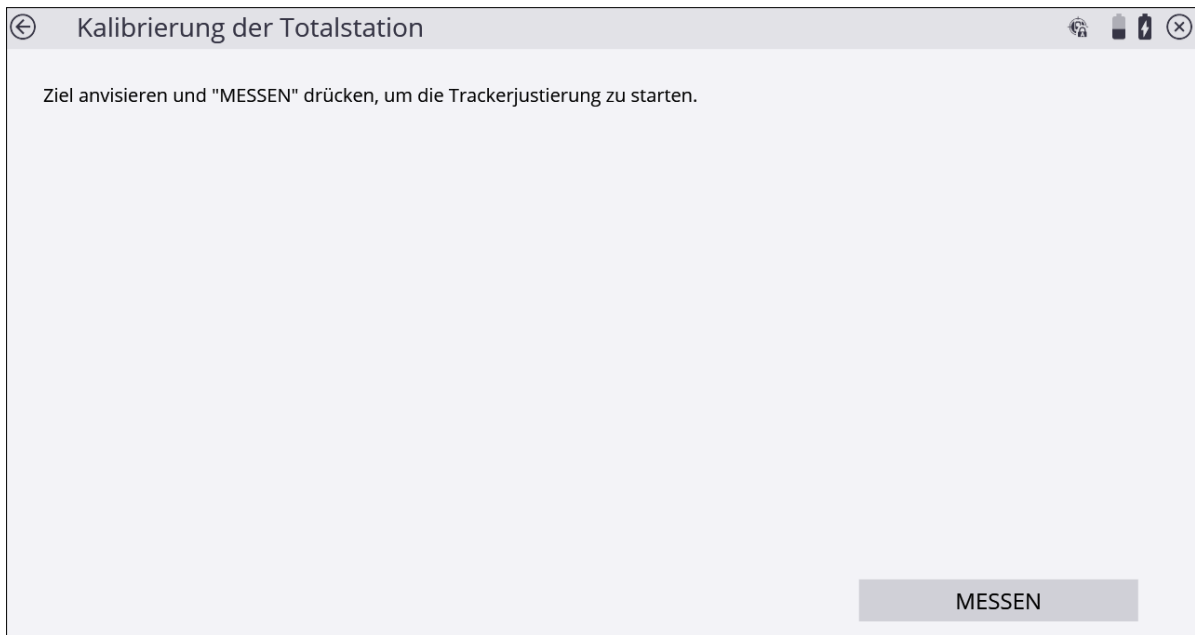 Kalibrierung der Totalstation
Ziel anvisieren und "MESSEN" drücken, um die Trackerjustierung zu starten.
MESSEN